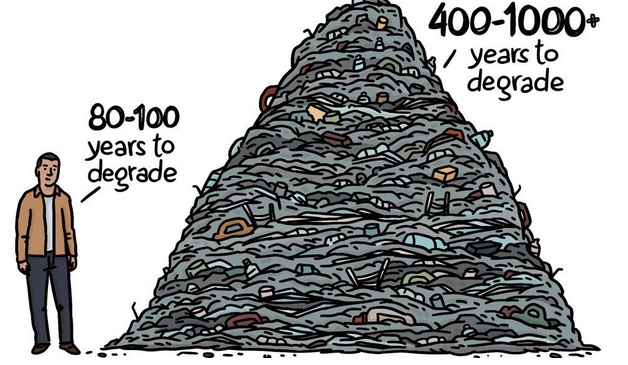 400-1000+
years to
degrade
80-100
years to
degrade